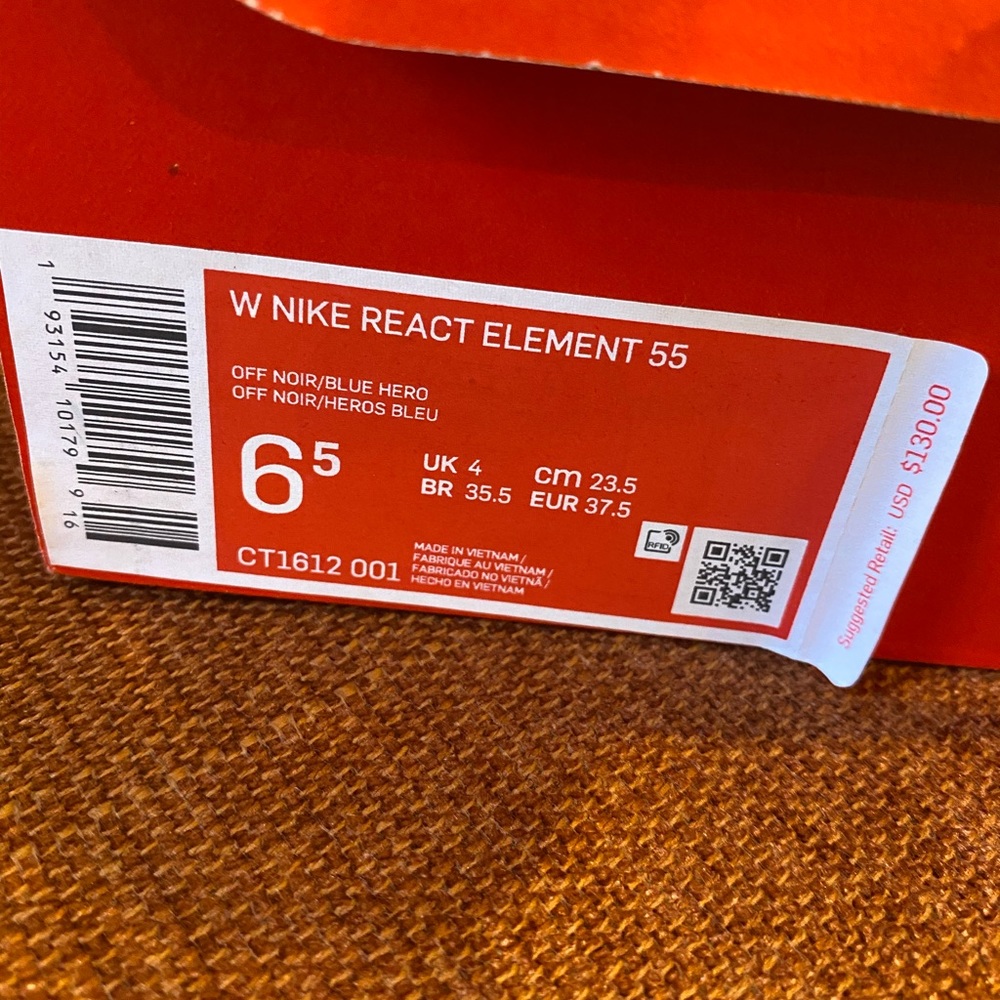 W NIKE REACT ELEMENT 55
OFF NOIR/BLUE HERO
OFF NOIR/HEROS BLEU
6 5
UK 4 cm 23.5
BR 35.5 EUR 37.5
RFID
CT1612 001
MADE IN VIETNAM /
FABRIQUE AU VIETNAM /
FABRICADO NO VIETNÃ /
HECHO EN VIETNAM
1 93154 10179 9 16
Suggested Retail: USD $130.00